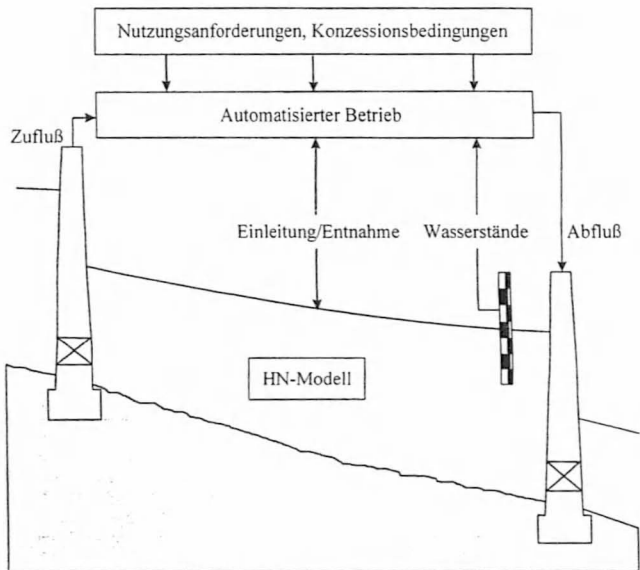 Nutzungsanforderungen, Konzessionsbedingungen
Automatisierter Betrieb
Zufluß
Einleitung/Entnahme
Wasserstände
Abfluß
HN-Modell